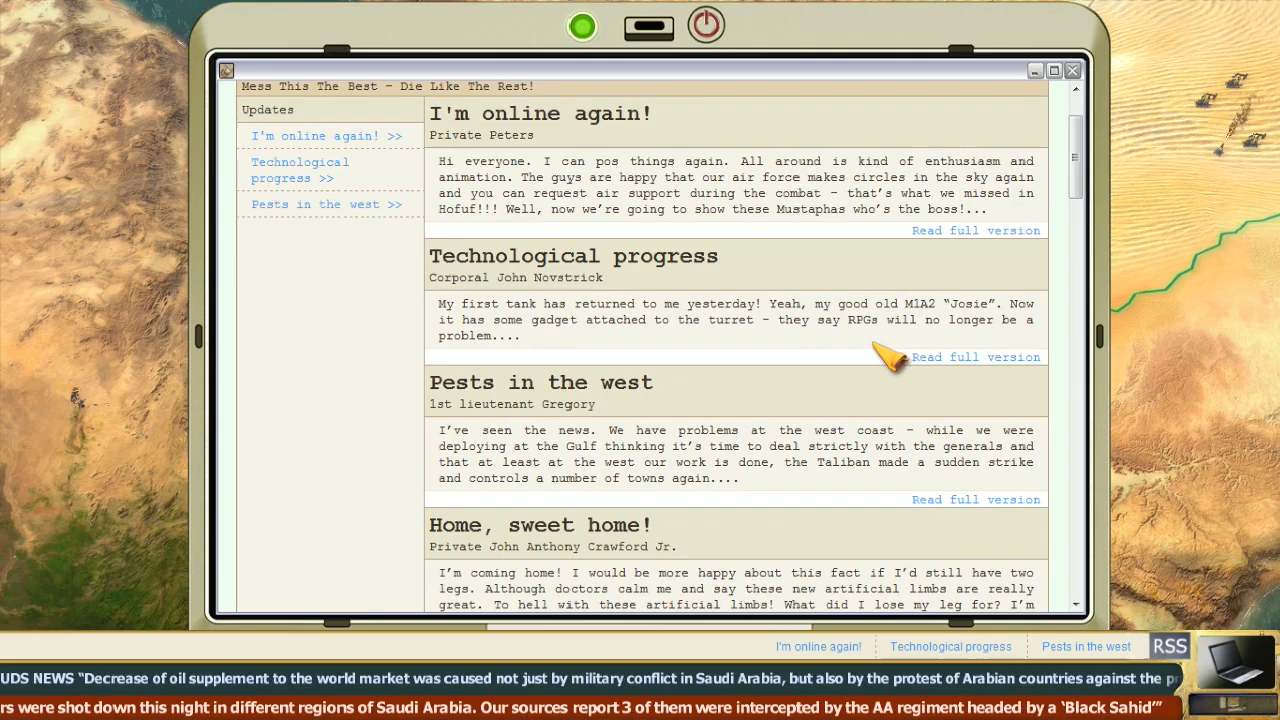 Mess This The Best - Die Like The Rest!
Updates
I'm online again! >>
Technological
progress >>
Pests in the west >>
I'm online again!
Private Peters
Hi everyone. I can pos things again. All around is kind of enthusiasm and
animation. The guys are happy that our air force makes circles in the sky again
and you can request air support during the combat - that's what we missed in
Hofuf!!! Well, now we're going to show these Mustaphas who's the boss!...
Read full version
Technological progress
Corporal John Novstrick
My first tank has returned to me yesterday! Yeah, my good old M1A2 “Josie”. Now
it has some gadget attached to the turret - they say RPGs will no longer be a
problem....
Read full version
Pests in the west
1st lieutenant Gregory
I've seen the news. We have problems at the west coast - while we were
deploying at the Gulf thinking it's time to deal strictly with the generals and
that at least at the west our work is done, the Taliban made a sudden strike
and controls a number of towns again....
Read full version
Home, sweet home!
Private John Anthony Crawford Jr.
I'm coming home! I would be more happy about this fact if I'd still have two
legs. Although doctors calm me and say these new artificial limbs are really
great. To hell with these artificial limbs! What did I lose my leg for? I'm
I'm online again!
Technological progress
Pests in the west
RSS
UDS NEWS “Decrease of oil supplement to the world market was caused not just by military conflict in Saudi Arabia, but also by the protest of Arabian countries against the pr
rs were shot down this night in different regions of Saudi Arabia. Our sources report 3 of them were intercepted by the AA regiment headed by a ‘Black Sahid’”